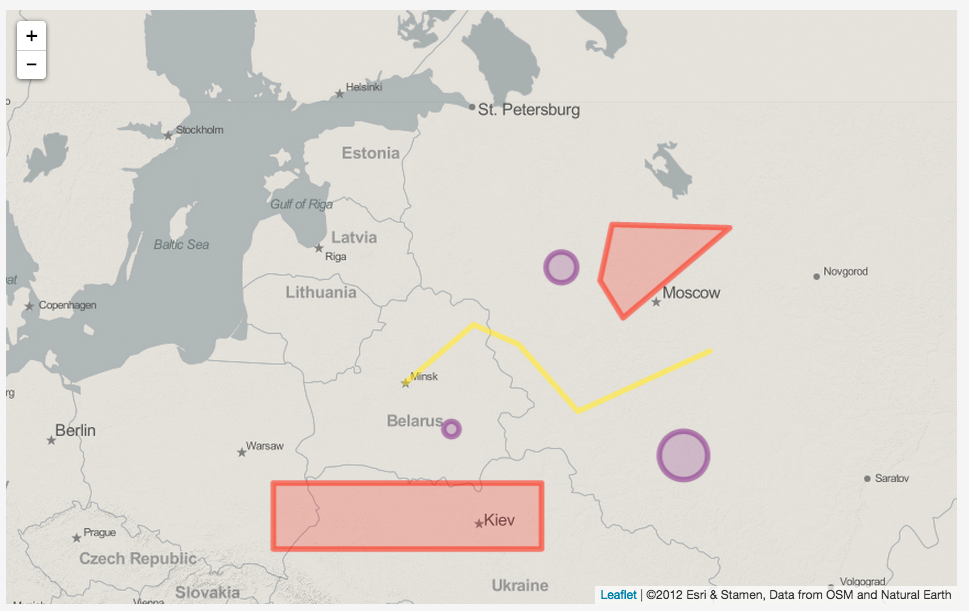 +
−
Helsinki
St. Petersburg
Stockholm
Estonia
Gulf of Riga
Baltic Sea
Latvia
Riga
Novgorod
Lithuania
Moscow
Copenhagen
Minsk
Belarus
Berlin
Warsaw
Saratov
Kiev
Prague
Czech Republic
Ukraine
Volgograd
Slovakia
Leaflet | ©2012 Esri & Stamen, Data from OSM and Natural Earth